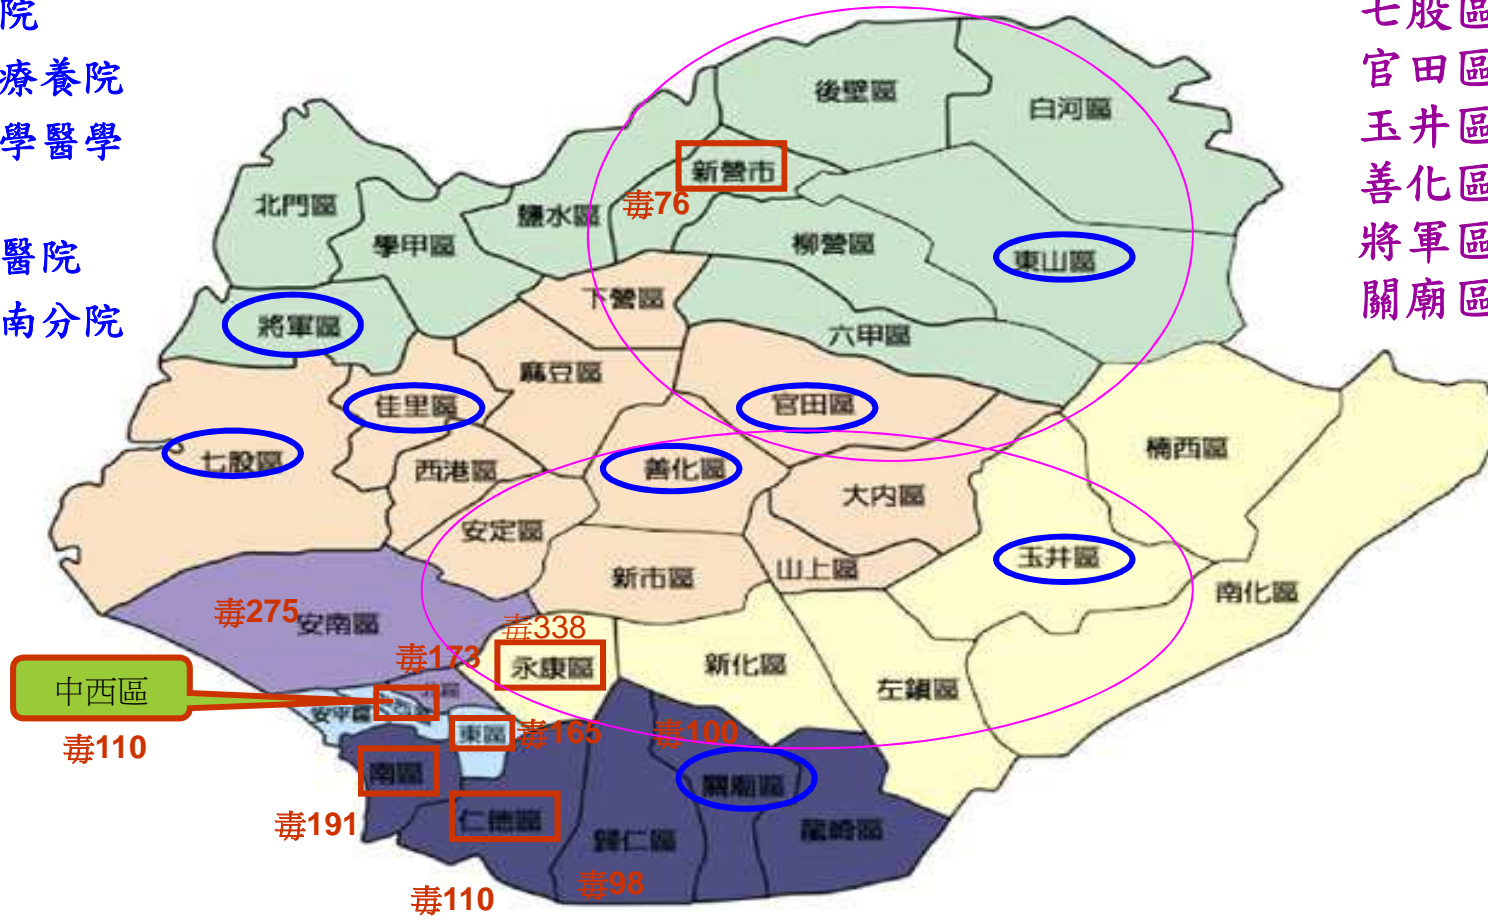 院
療養院
學醫學
醫院
南分院
七股區
官田區
玉井區
善化區
將軍區
關廟區
後壁區
白河區
新營市
毒76
北門區
鹽水區
學甲區
柳營區
東山區
下營區
將軍區
六甲區
麻豆區
佳里區
官田區
七股區
西港區
善化區
楠西區
大內區
安定區
新市區
山上區
玉井區
南化區
毒275
安南區
毒338
毒173
永康區
新化區
左鎮區
中西區
北區
安平區
東區
毒165
毒100
毒110
南區
關廟區
毒191
仁德區
歸仁區
龍崎區
毒98
毒110